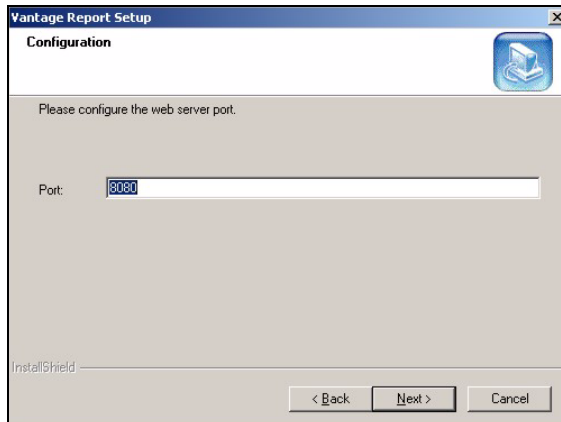 Vantage Report Setup
Configuration
Please configure the web server port.
Port: 8080
InstallShield
< Back Next > Cancel